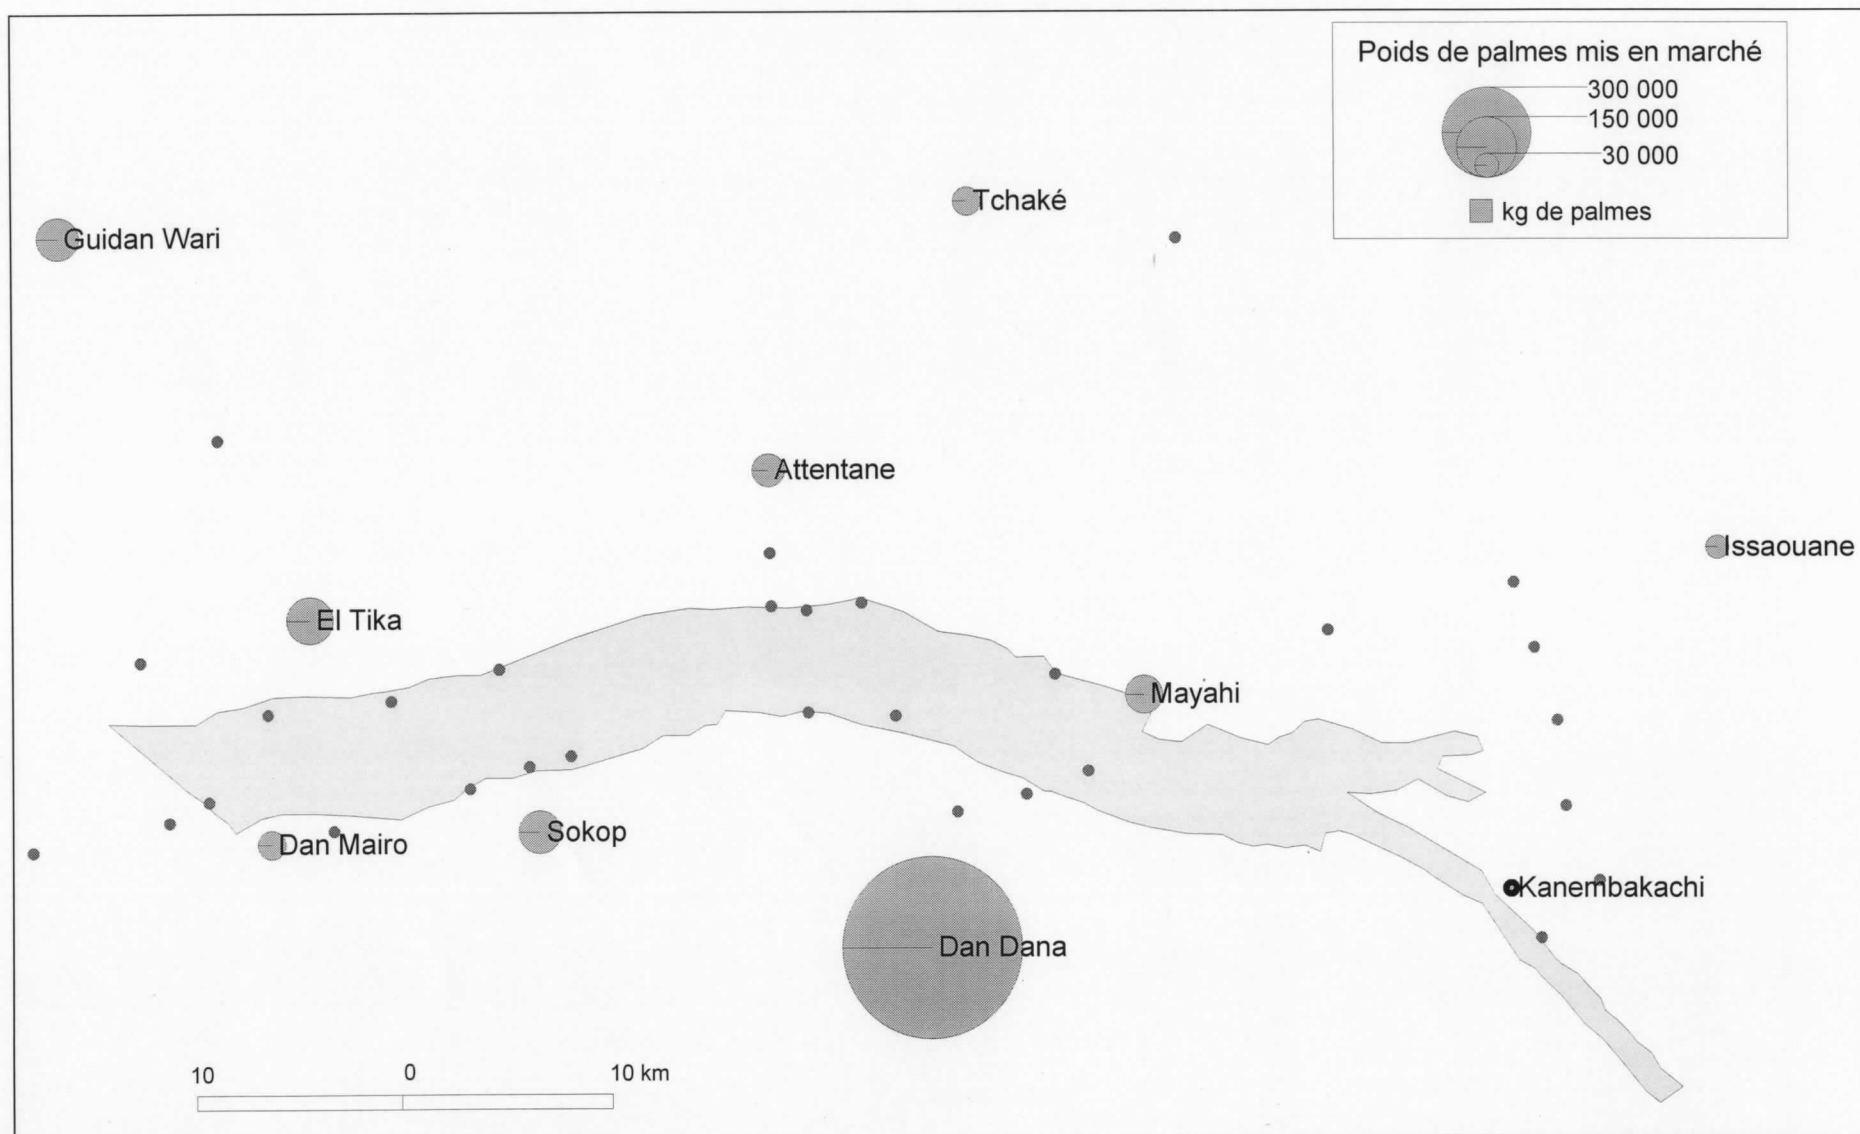 Poids de palmes mis en marché
300 000
150 000
30 000
kg de palmes
Tchaké
Guidan Wari
Attentane
Issaouane
El Tika
Mayahi
Sokop
Dan Mairo
Kanembakachi
Dan Dana
10 0 10 km